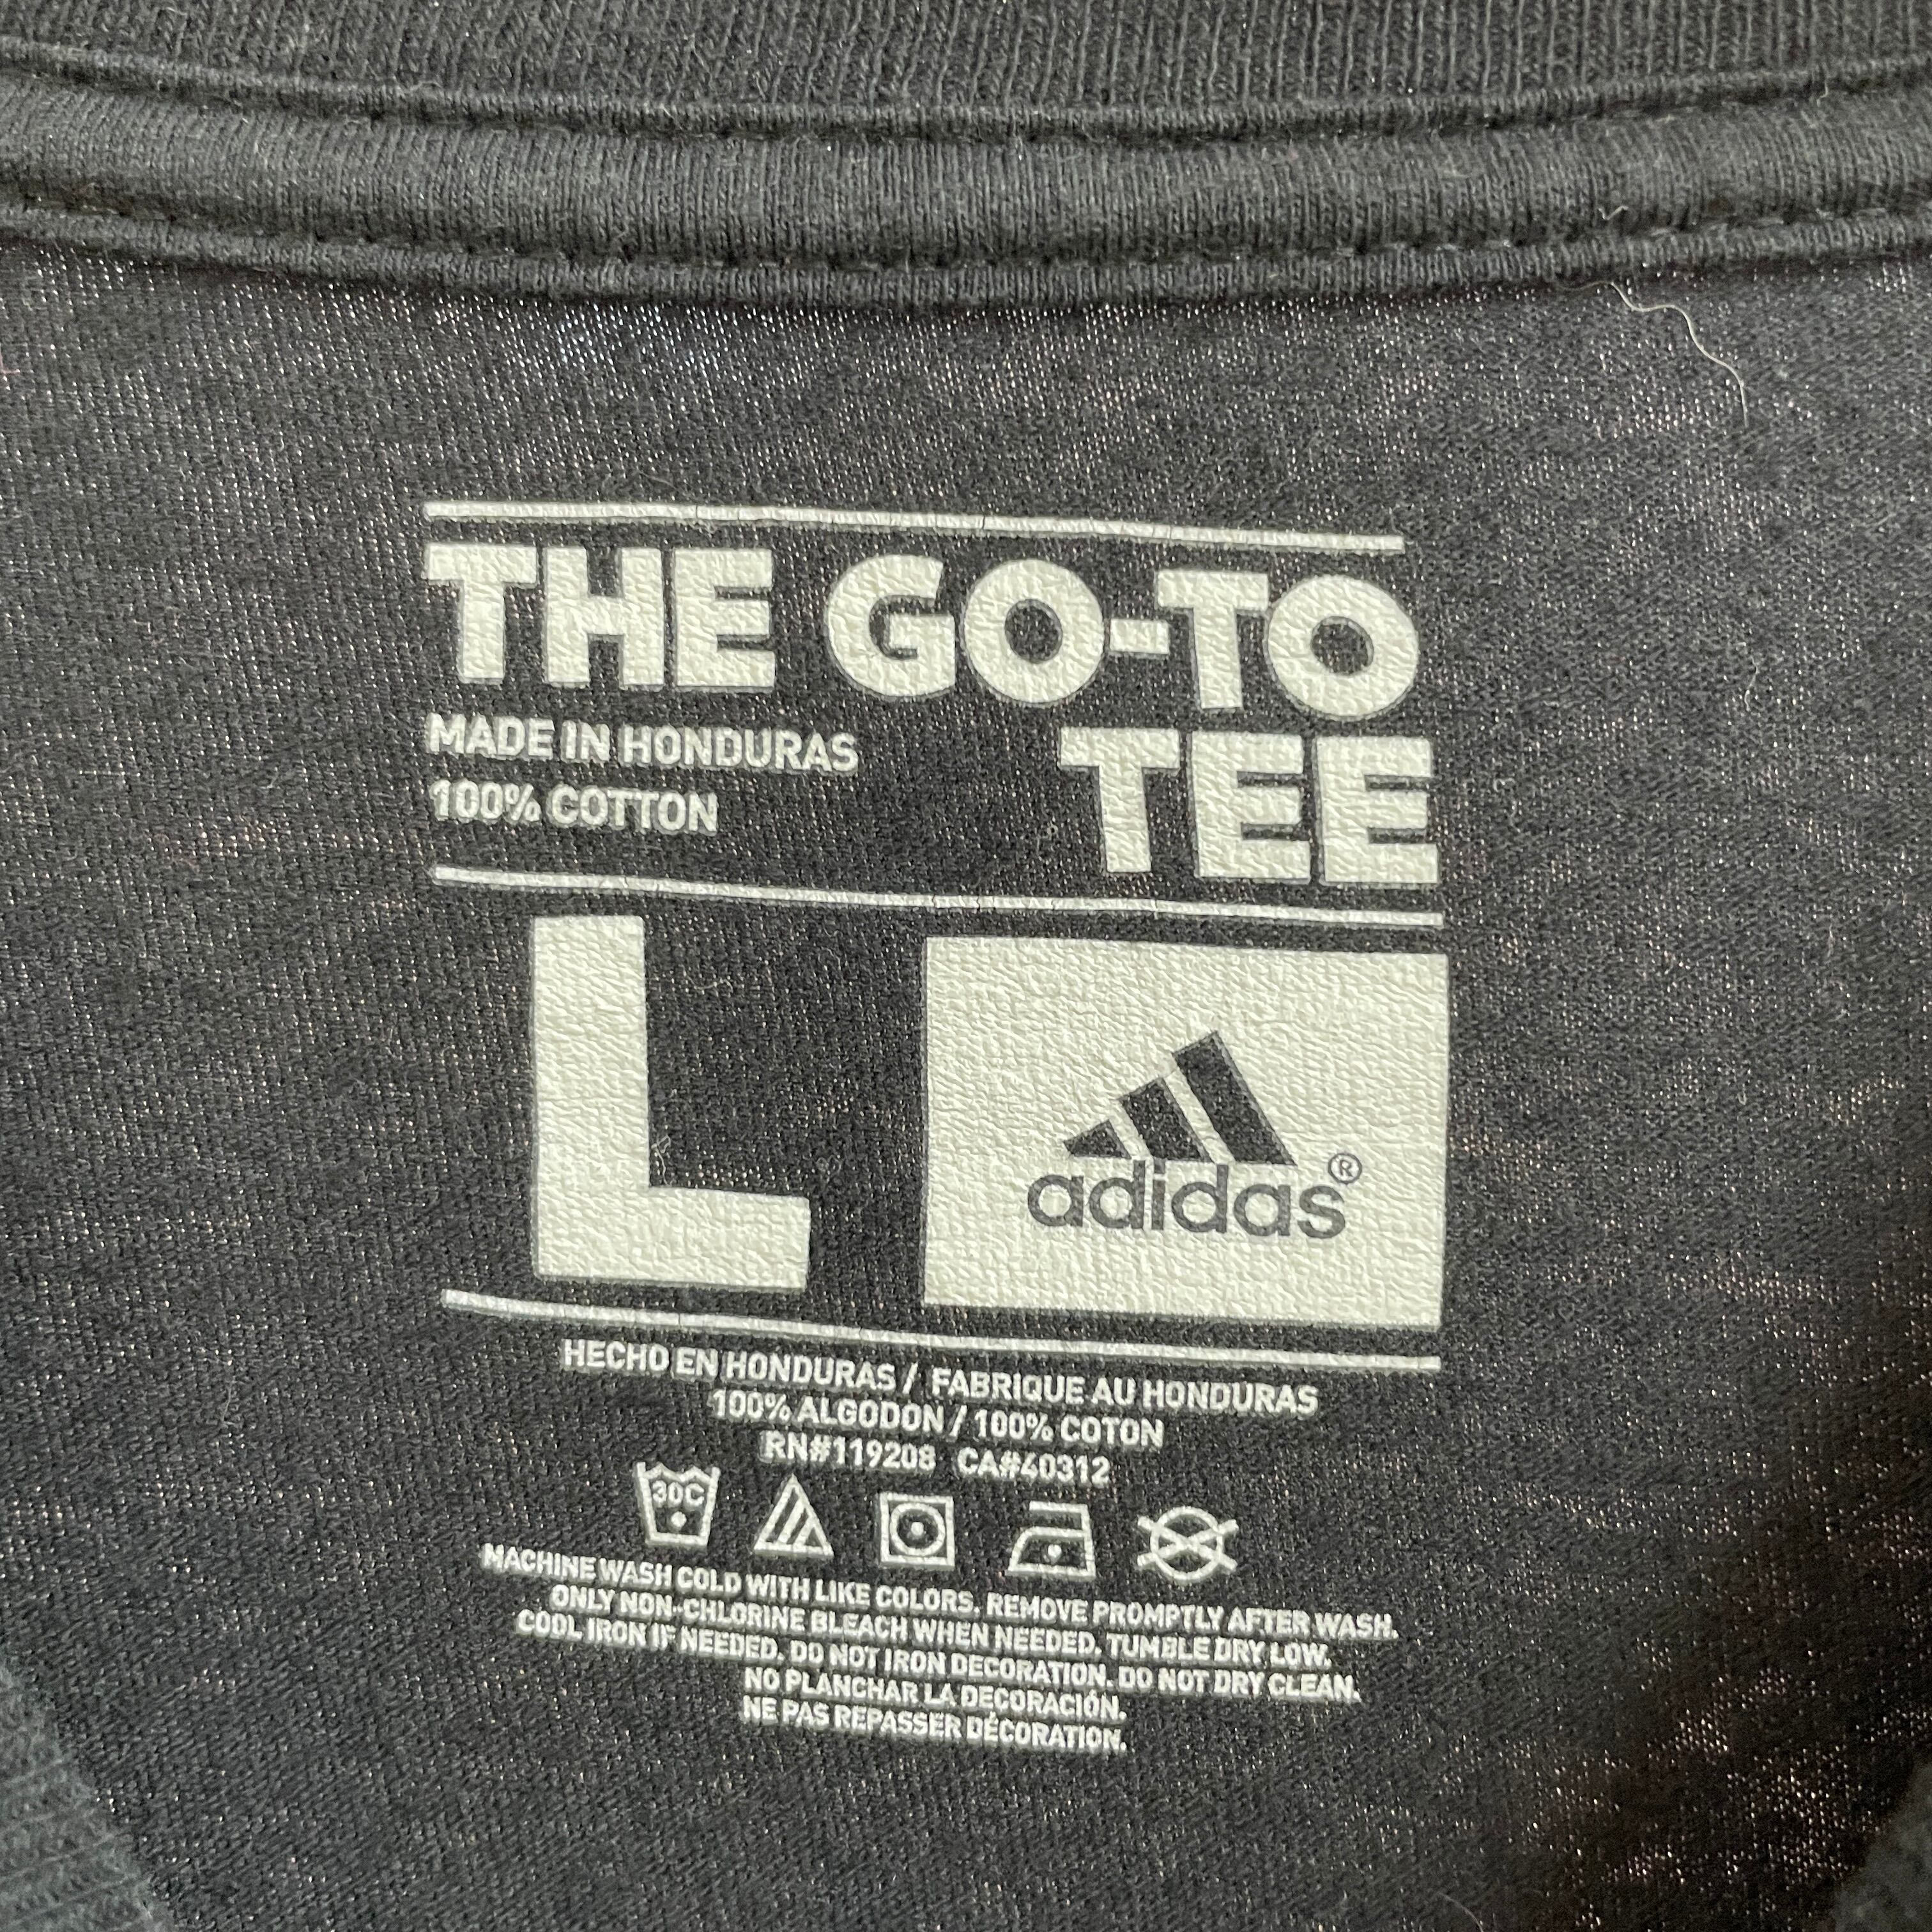 THE GO-TO
MADE IN HONDURAS
100% COTTON
TEE
L
adidas®
HECHO EN HONDURAS / FABRIQUE AU HONDURAS
100% ALGODON / 100% COTON
RN#119208 CA#40312
30C
MACHINE WASH COLD WITH LIKE COLORS. REMOVE PROMPTLY AFTER WASH.
ONLY NON-CHLORINE BLEACH WHEN NEEDED. TUMBLE DRY LOW.
COOL IRON IF NEEDED. DO NOT IRON DECORATION. DO NOT DRY CLEAN.
NO PLANCHAR LA DECORACIÓN.
NE PAS REPASSER DÉCORATION.